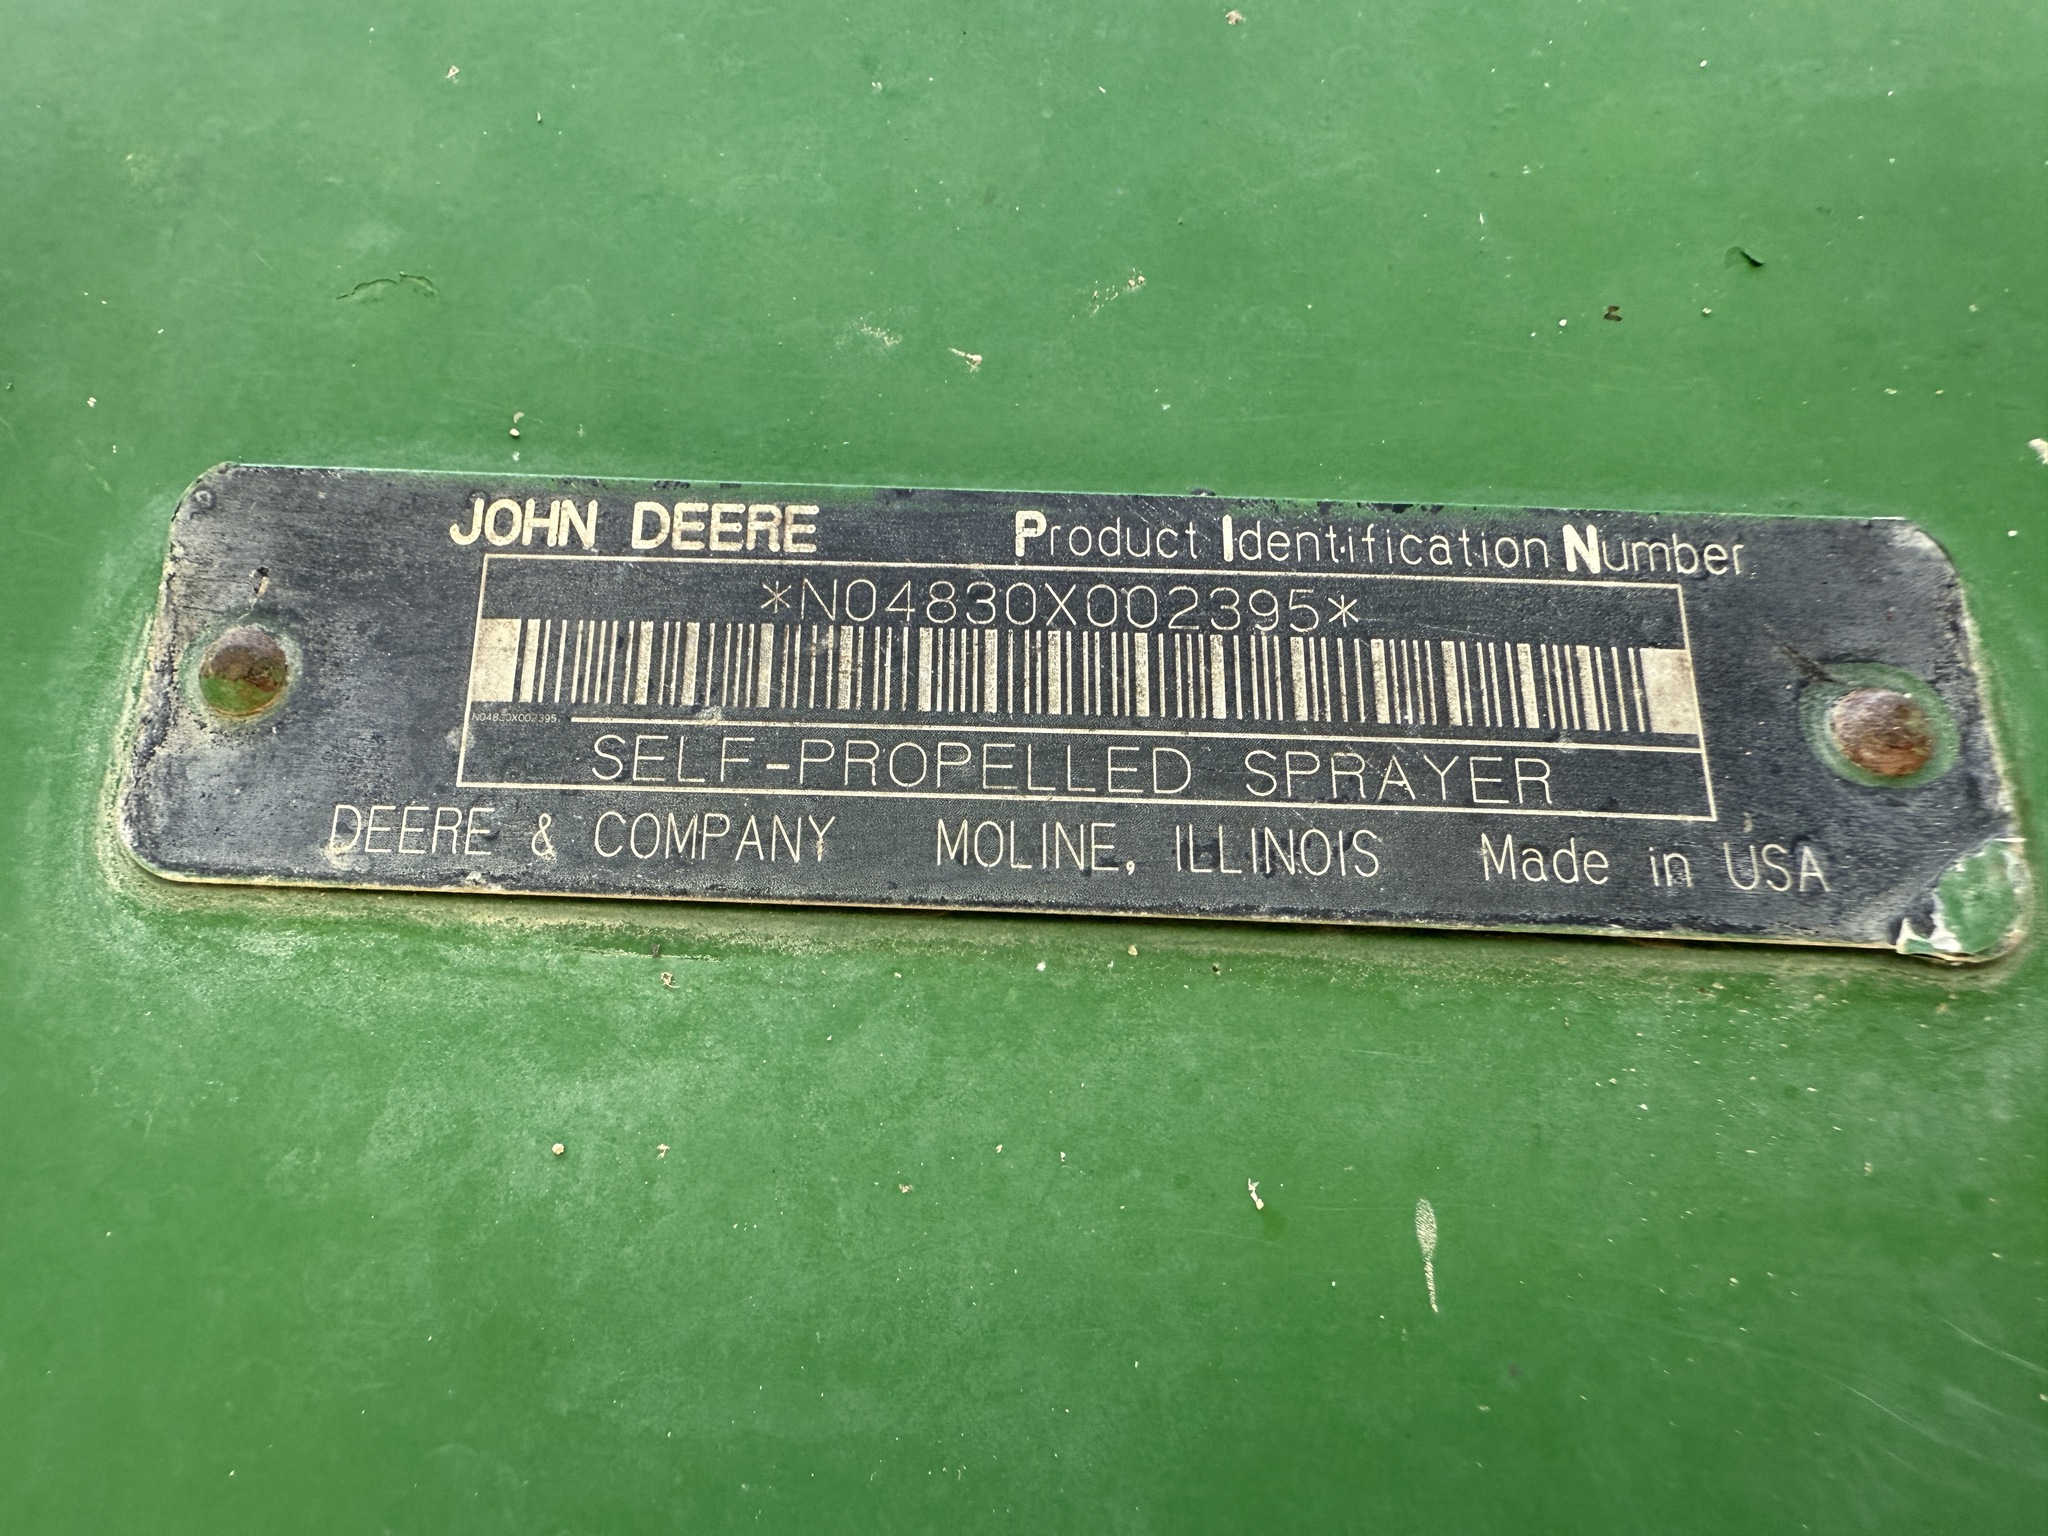 JOHN DEERE Product Identification Number
*N04830X002395*
N04830X002395
SELF-PROPELLED SPRAYER
DEERE & COMPANY MOLINE, ILLINOIS Made in USA